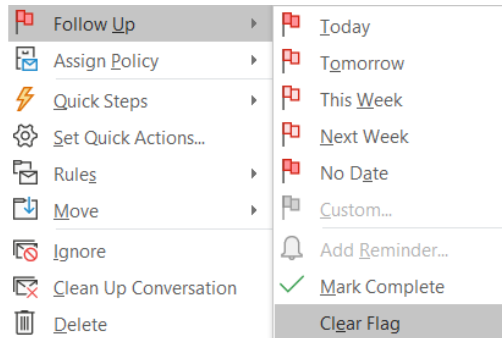 Follow Up
Assign Policy
Quick Steps
Set Quick Actions...
Rules
Move
Ignore
Clean Up Conversation
Delete
Today
Tomorrow
This Week
Next Week
No Date
Custom...
Add Reminder...
Mark Complete
Clear Flag